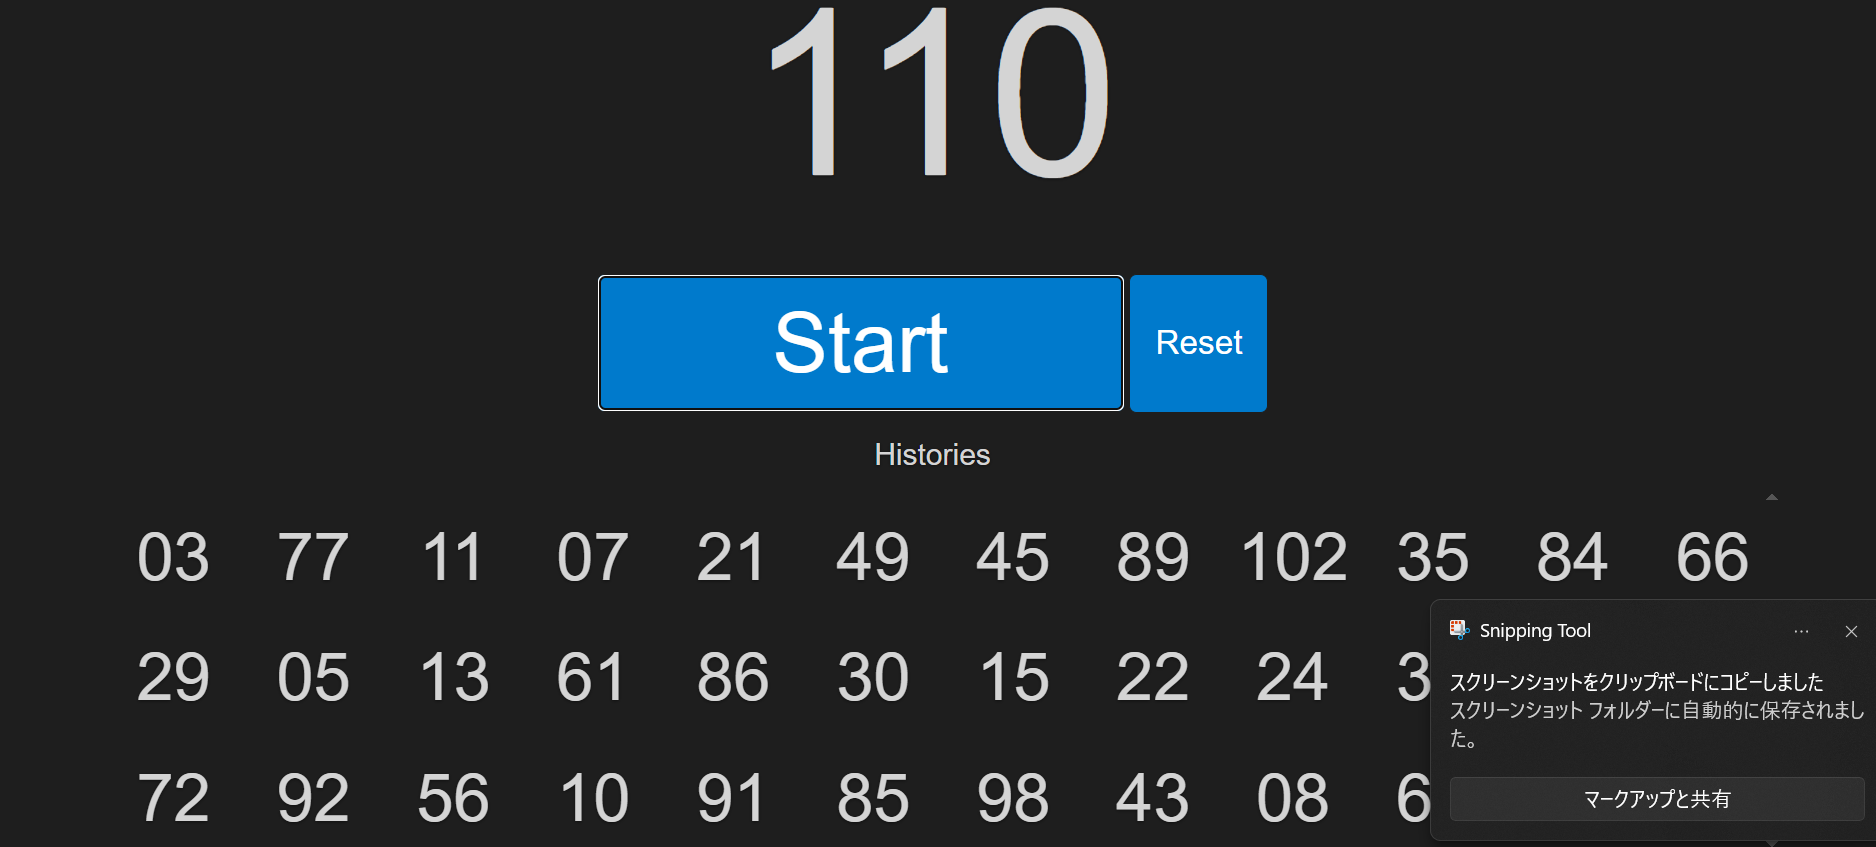 110
Start
Reset
Histories
03 77 11 07 21 49 45 89 102 35 84 66
29 05 13 61 86 30 15 22 24
72 92 56 10 91 85 98 43 08
Snipping Tool
スクリーンショットをクリップボードにコピーしました
スクリーンショット フォルダーに自動的に保存されまし
た。
マークアップと共有